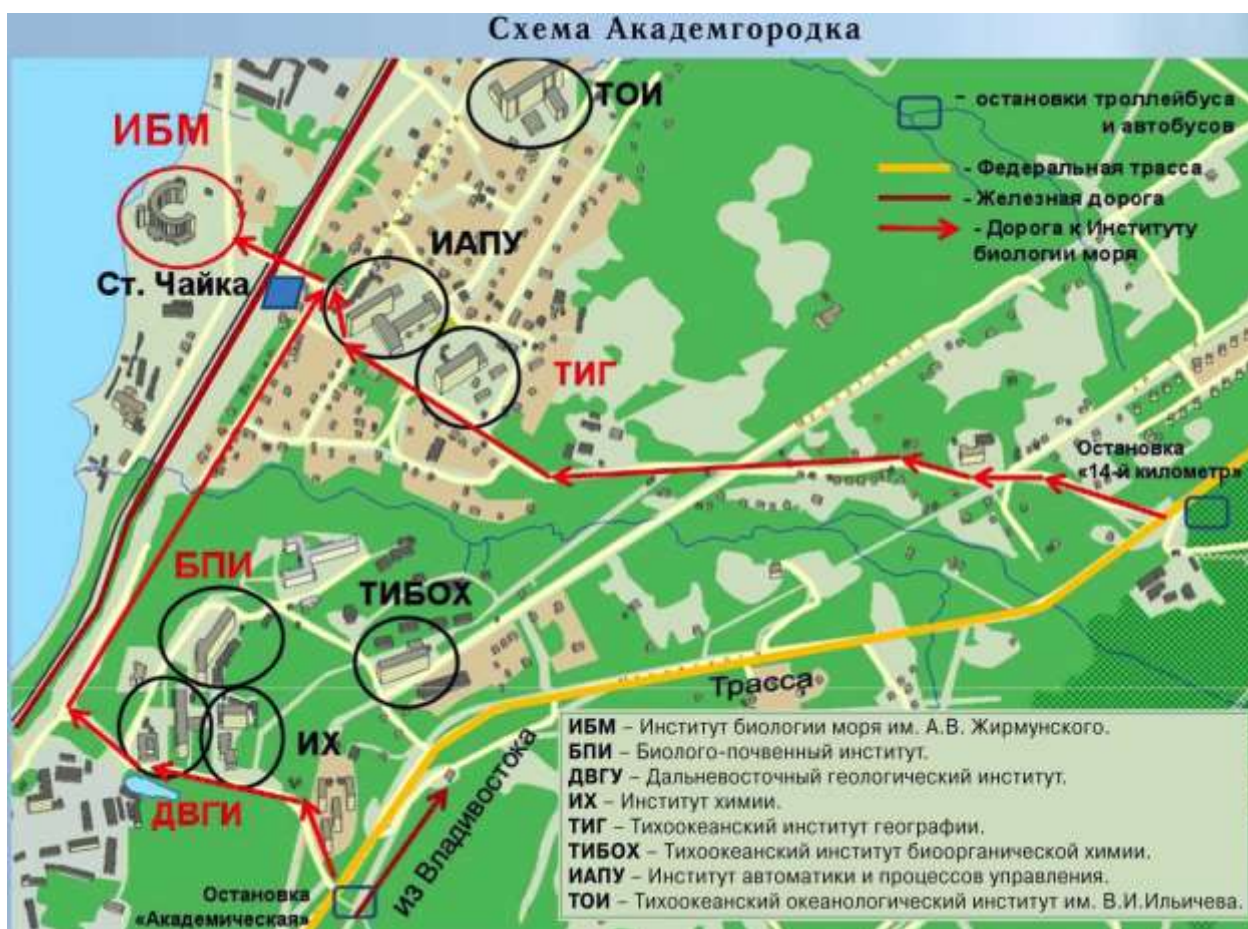 Схема Академгородка
ТОИ
ИБМ
ИАПУ
Ст. Чайка
ТИГ
- остановки троллейбуса
и автобусов
- Федеральная трасса
- Железная дорога
- Дорога к Институту
биологии моря
Остановка
«14-й километр»
БПИ
ТИБОХ
ИХ
ДВГИ
Трасса
из Владивостока
Остановка
«Академическая»
ИБМ – Институт биологии моря им. А.В. Жирмунского.
БПИ – Биолого-почвенный институт.
ДВГУ – Дальневосточный геологический институт.
ИХ – Институт химии.
ТИГ – Тихоокеанский институт географии.
ТИБОХ – Тихоокеанский институт биоорганической химии.
ИАПУ – Институт автоматики и процессов управления.
ТОИ – Тихоокеанский океанологический институт им. В.И.Ильичева.